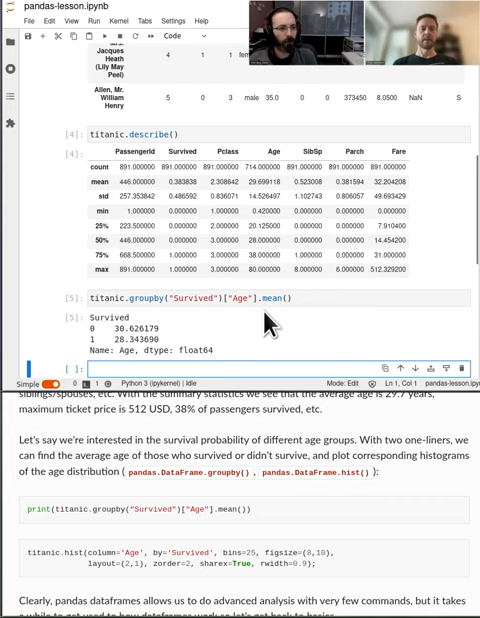 pandas-lesson.ipynb
File Edit View Run Kernel Tabs Settings Help
Code
Jacques
Heath
(Lily May
Peel)
4 1 1
Allen, Mr.
William
Henry
5 0 3 male 35.0 0 0 373450 8.0500 NaN S
[4]: titanic.describe()
[4]: PassengerId Survived Pclass Age SibSp Parch Fare
count 891.000000 891.000000 891.000000 714.000000 891.000000 891.000000 891.000000
mean 446.000000 0.383838 2.308642 29.699118 0.523008 0.381594 32.204208
std 257.353842 0.486592 0.836071 14.526497 1.102743 0.806057 49.693429
min 1.000000 0.000000 1.000000 0.420000 0.000000 0.000000 0.000000
25% 223.500000 0.000000 2.000000 20.125000 0.000000 0.000000 7.910400
50% 446.000000 0.000000 3.000000 28.000000 0.000000 0.000000 14.454200
75% 668.500000 1.000000 3.000000 38.000000 1.000000 0.000000 31.000000
max 891.000000 1.000000 3.000000 80.000000 8.000000 6.000000 512.329200
[5]: titanic.groupby("Survived")["Age"].mean()
[5]: Survived
0 30.626179
1 28.343690
Name: Age, dtype: float64
[ ]:
Simple 0 1 Python 3 (ipykernel) | Idle Mode: Edit Ln 1, Col 1 pandas-lesson.ipy
siblings/spouses, etc. With the summary statistics we see that the average age is 29.7 years,
maximum ticket price is 512 USD, 38% of passengers survived, etc.
Let's say we're interested in the survival probability of different age groups. With two one-liners, we
can find the average age of those who survived or didn't survive, and plot corresponding histograms
of the age distribution ( pandas.DataFrame.groupby() , pandas.DataFrame.hist() ):
print(titanic.groupby("Survived")["Age"].mean())
titanic.hist(column='Age', by='Survived', bins=25, figsize=(8,10),
layout=(2,1), zorder=2, sharex=True, rwidth=0.9);
Clearly, pandas dataframes allows us to do advanced analysis with very few commands, but it takes
a while to get used to how dataframes work so let's get back to basics.